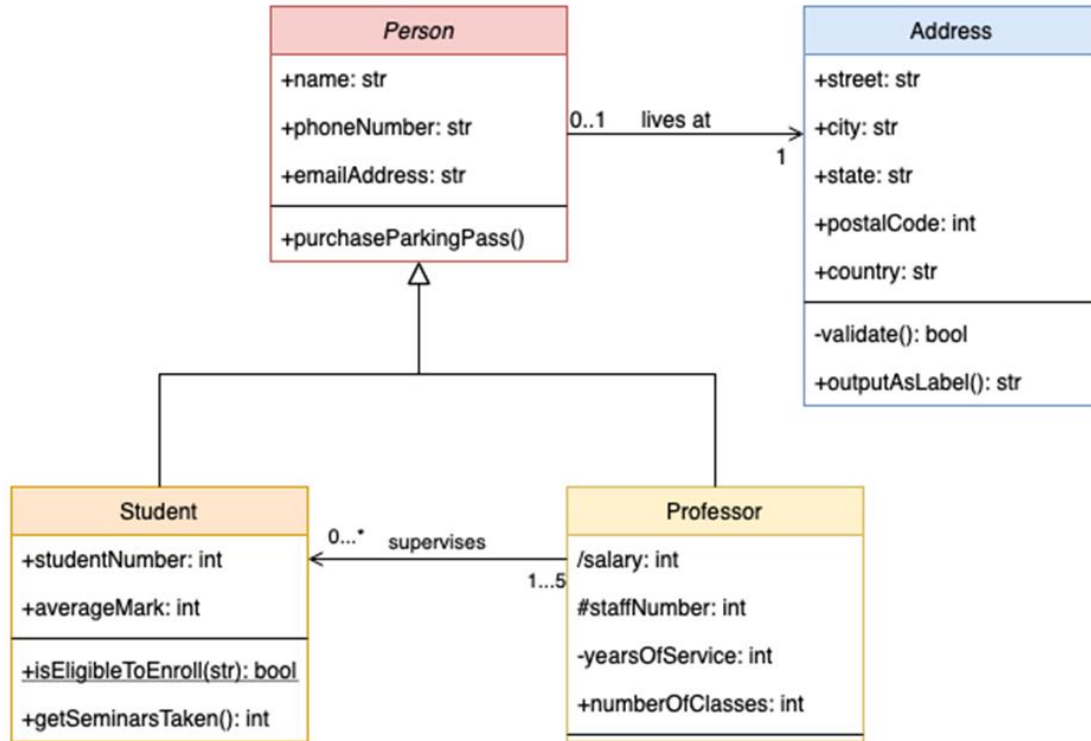 Person
+name: str
+phoneNumber: str
+emailAddress: str
+purchaseParkingPass()
0..1 lives at
1
Address
+street: str
+city: str
+state: str
+postalCode: int
+country: str
-validate(): bool
+outputAsLabel(): str
Student
+studentNumber: int
+averageMark: int
+isEligibleToEnroll(str): bool
+getSeminarsTaken(): int
0...* supervises
1...5
Professor
/salary: int
#staffNumber: int
-yearsOfService: int
+numberOfClasses: int